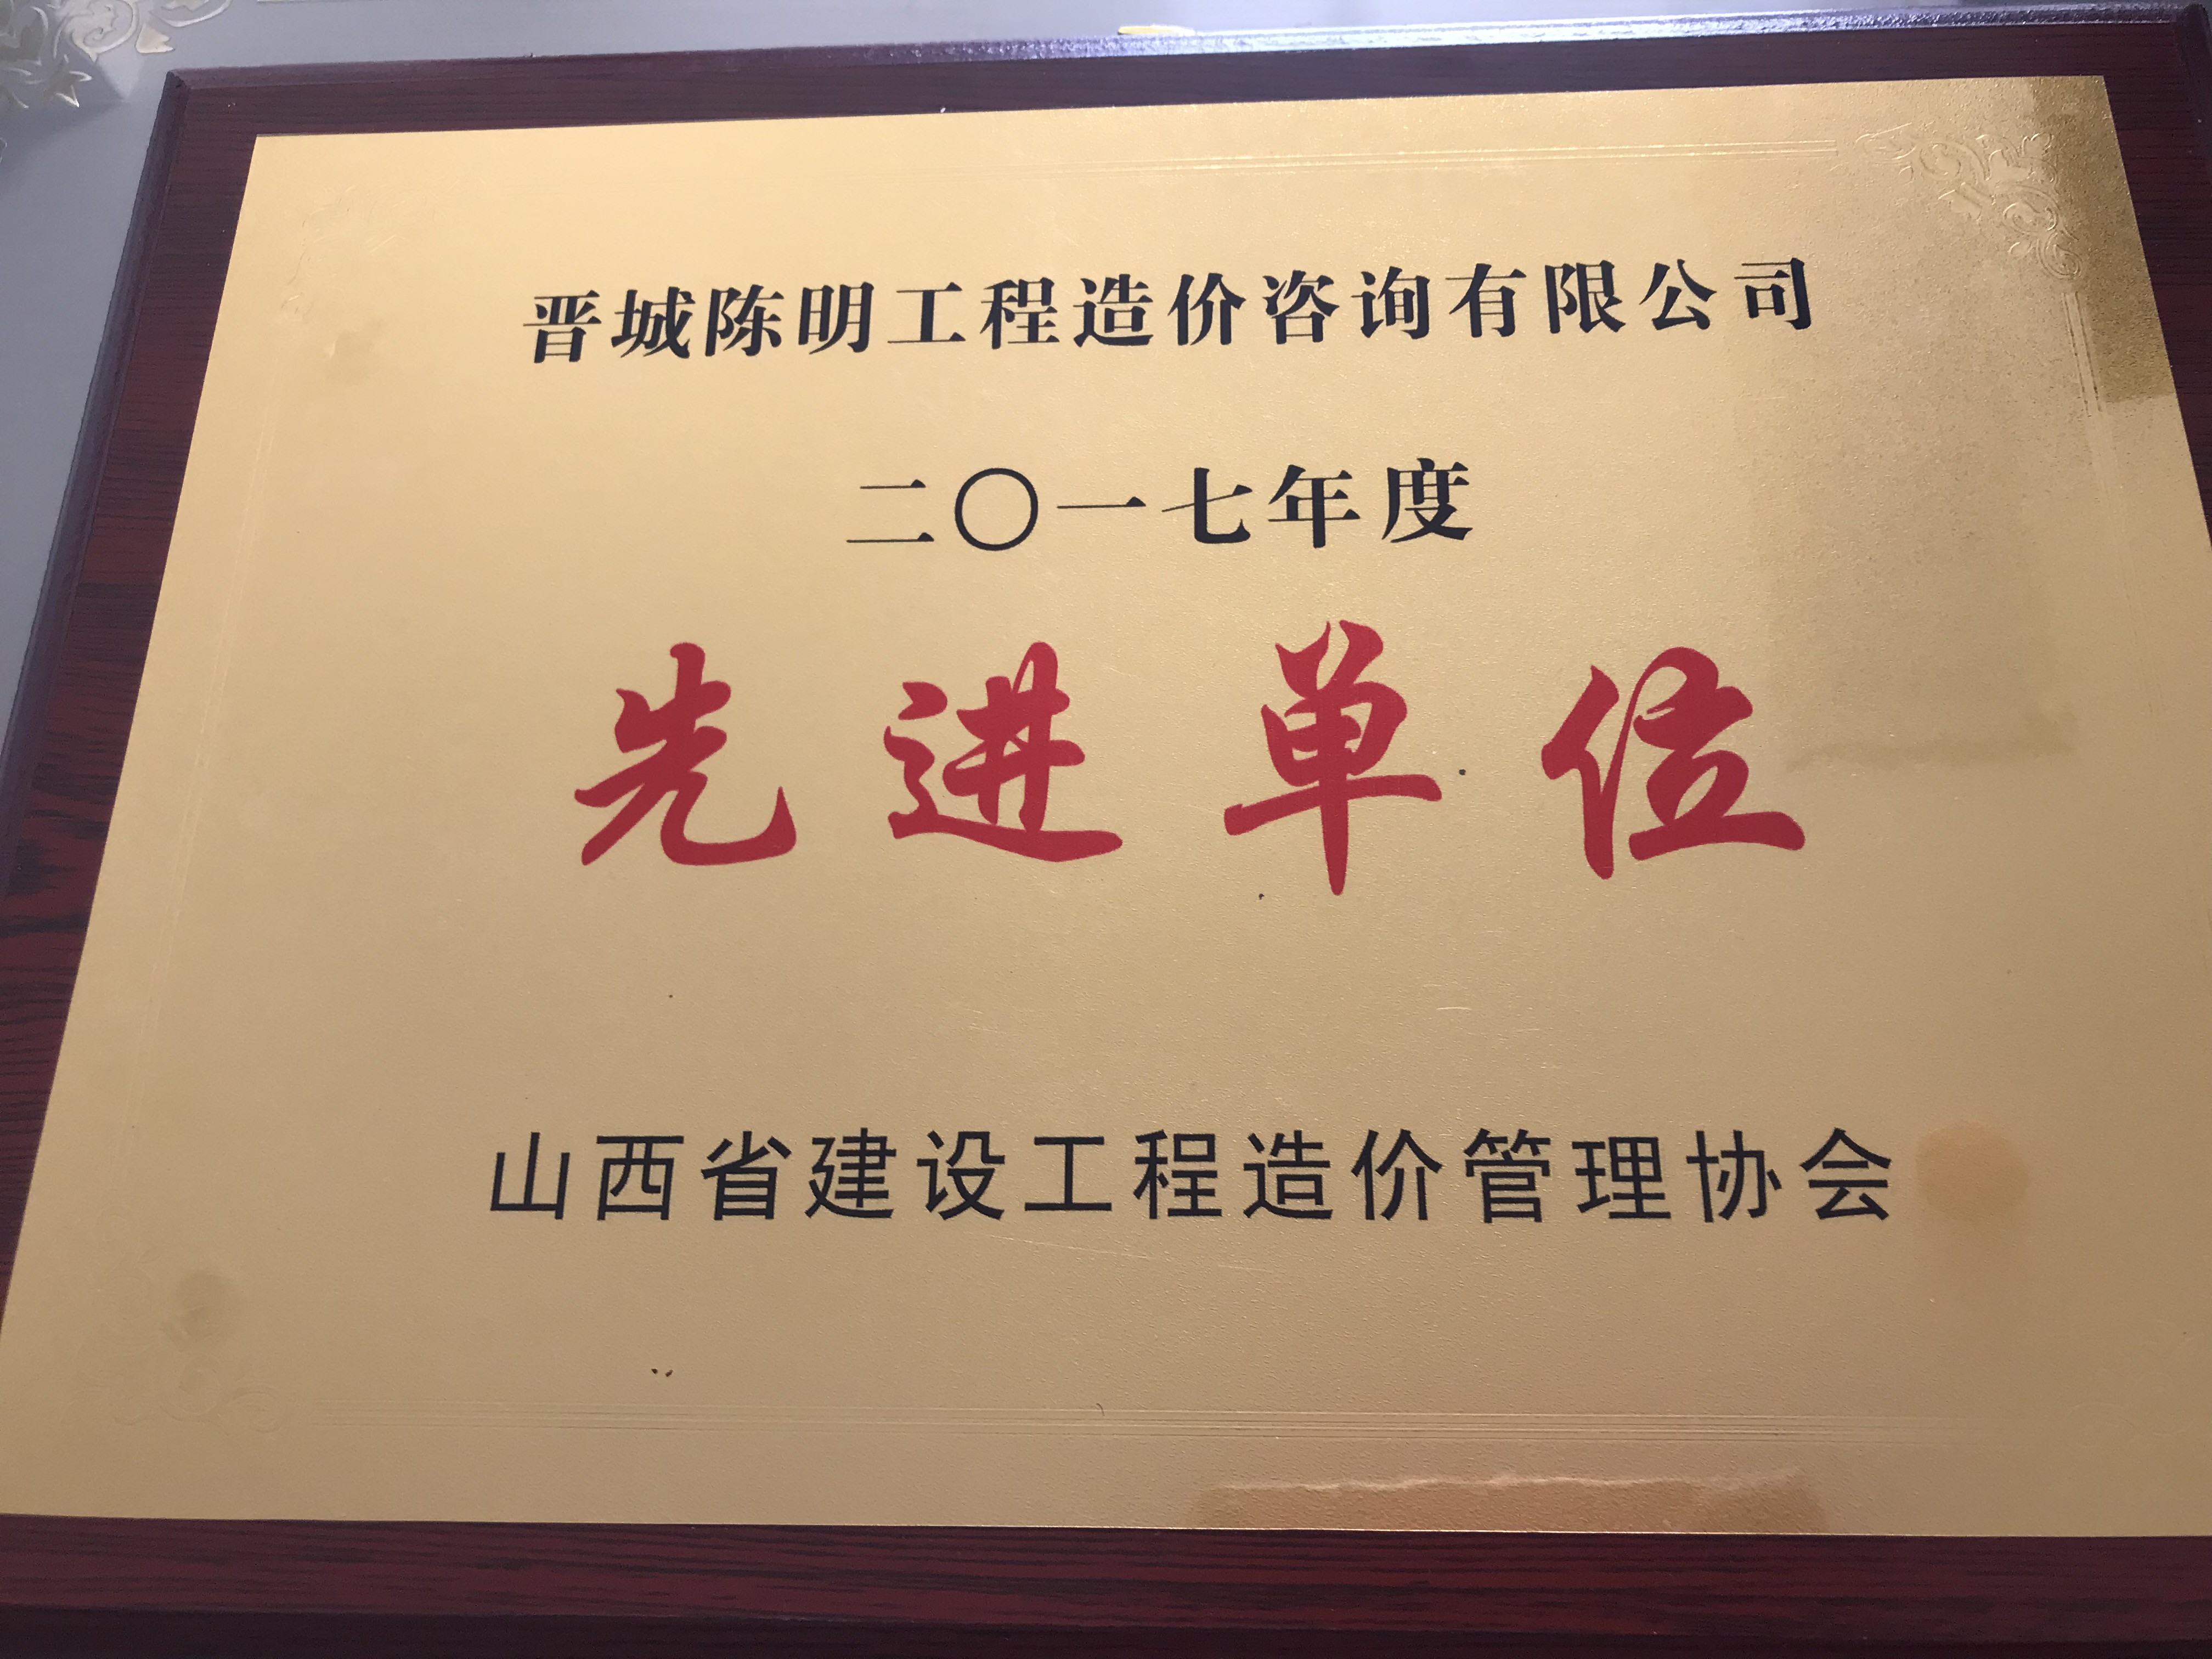 晋城陈明工程造价咨询有限公司
二〇一七年度
先进单位
山西省建设工程造价管理协会